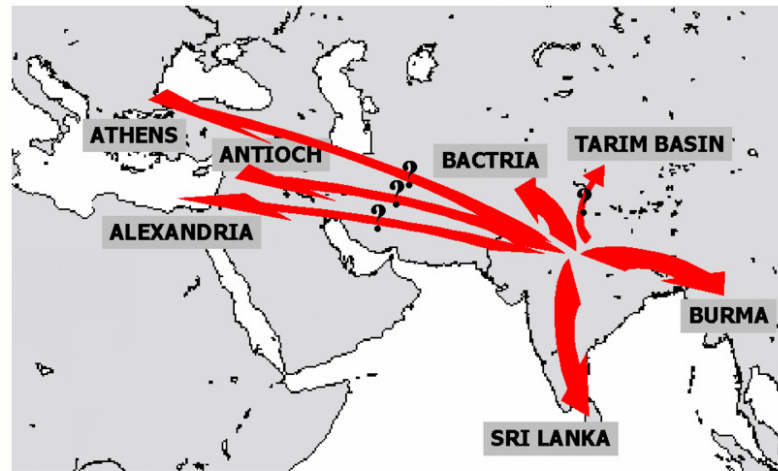 ATHENS
ANTIOCH
BACTRIA
TARIM BASIN
?
?
?
?
ALEXANDRIA
BURMA
SRI LANKA